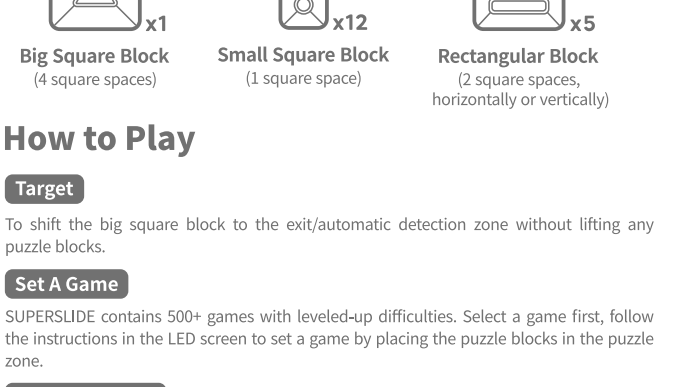 x1 x12 x5
Big Square Block Small Square Block Rectangular Block
(4 square spaces) (1 square space) (2 square spaces,
horizontally or vertically)
How to Play
Target
To shift the big square block to the exit/automatic detection zone without lifting any
puzzle blocks.
Set A Game
SUPERSLIDE contains 500+ games with leveled-up difficulties. Select a game first, follow
the instructions in the LED screen to set a game by placing the puzzle blocks in the puzzle
zone.